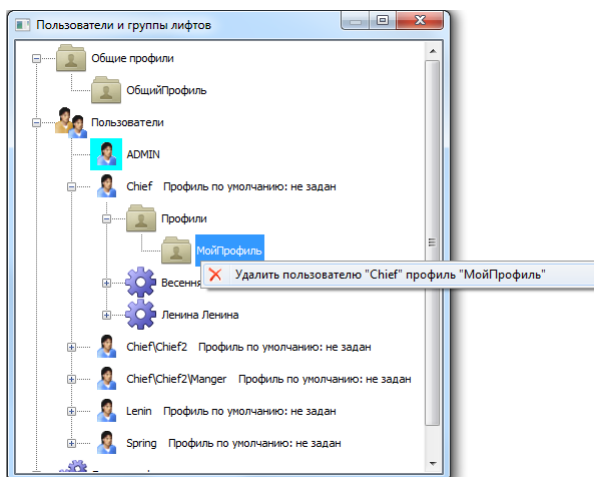 Пользователи и группы лифтов
Общие профили
ОбщийПрофиль
Пользователи
ADMIN
Chief Профиль по умолчанию: не задан
Профили
МойПрофиль
Удалить пользователю "Chief" профиль "МойПрофиль"
Ленина Ленина
Chief\Chief2 Профиль по умолчанию: не задан
Chief\Chief2\Manger Профиль по умолчанию: не задан
Lenin Профиль по умолчанию: не задан
Spring Профиль по умолчанию: не задан